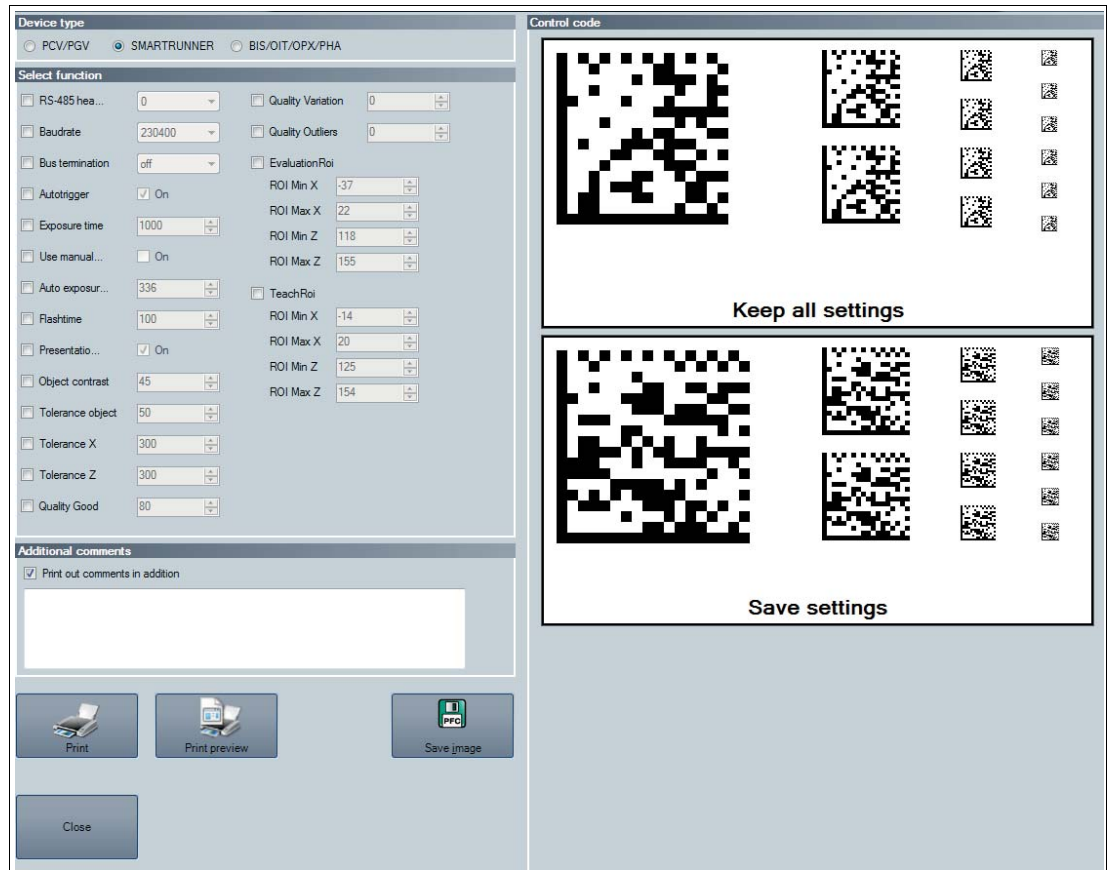 Device type
PCV/PGV SMARTRUNNER BIS/OIT/OPX/PHA
Select function
RS-485 hea... 0
Baudrate 230400
Bus termination off
Autotrigger On
Exposure time 1000
Use manual... On
Auto exposur... 336
Flashtime 100
Presentatio... On
Object contrast 45
Tolerance object 50
Tolerance X 300
Tolerance Z 300
Quality Good 80
Quality Variation 0
Quality Outliers 0
EvaluationRoi
ROI Min X -37
ROI Max X 22
ROI Min Z 118
ROI Max Z 155
TeachRoi
ROI Min X -14
ROI Max X 20
ROI Min Z 125
ROI Max Z 154
Additional comments
Print out comments in addition
Print
Print preview
PFC
Save image
Close
Control code
Keep all settings
Save settings